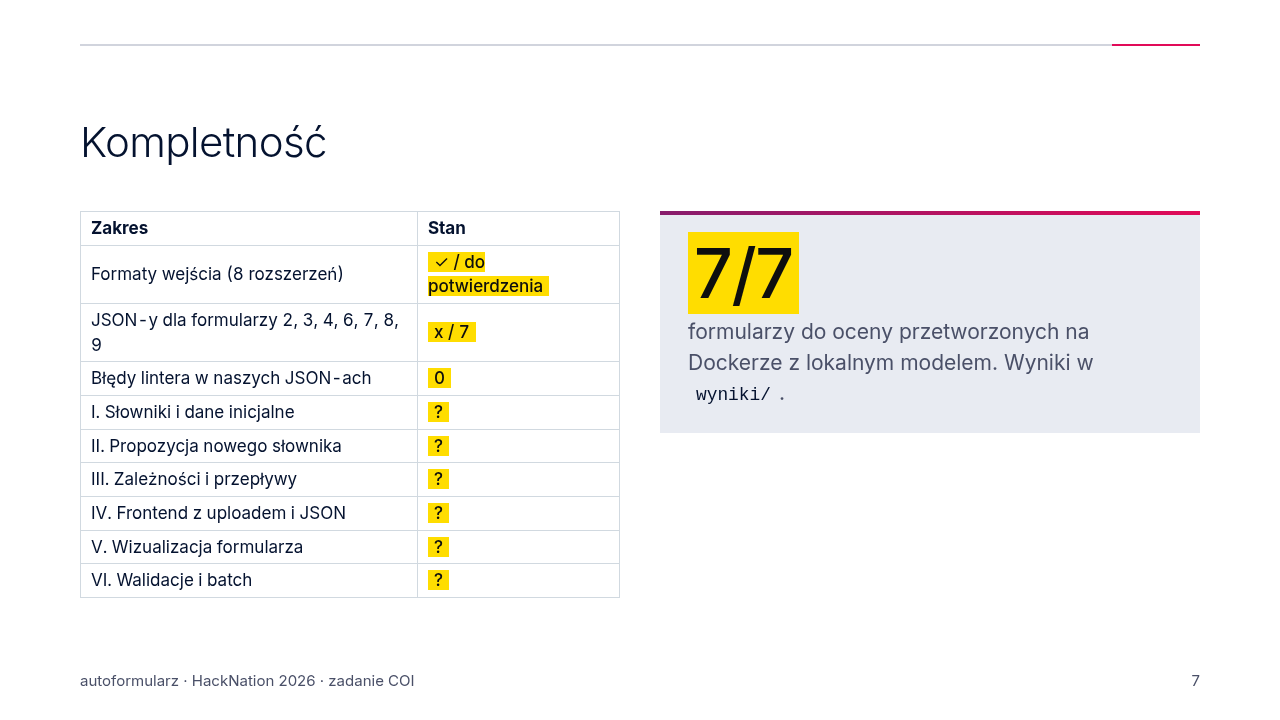 Kompletność
Zakres
Stan
Formaty wejścia (8 rozszerzeń)
✓ / do
potwierdzenia
JSON-y dla formularzy 2, 3, 4, 6, 7, 8,
9
x / 7
Błędy lintera w naszych JSON-ach
0
I. Słowniki i dane inicjalne
?
II. Propozycja nowego słownika
?
III. Zależności i przepływy
?
IV. Frontend z uploadem i JSON
?
V. Wizualizacja formularza
?
VI. Walidacje i batch
?
7/7
formularzy do oceny przetworzonych na
Dockerze z lokalnym modelem. Wyniki w
wyniki/ .
autoformularz · HackNation 2026 · zadanie COI
7